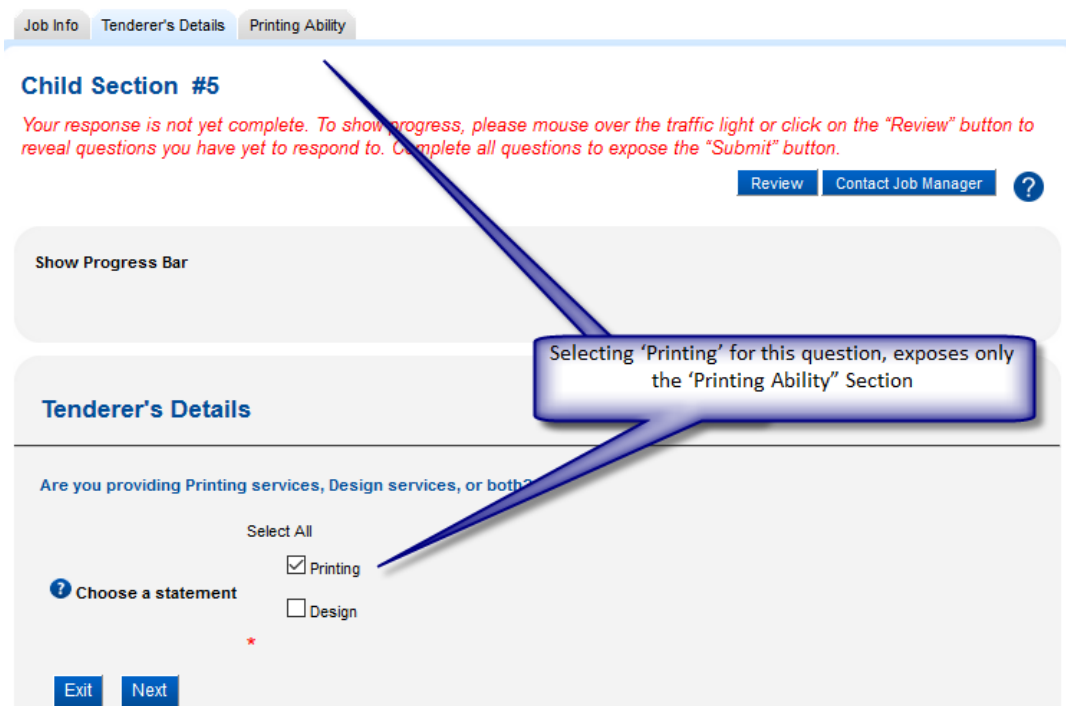 Job Info Tenderer's Details Printing Ability
Child Section #5
Your response is not yet complete. To show progress, please mouse over the traffic light or click on the “Review” button to
reveal questions you have yet to respond to. Complete all questions to expose the “Submit” button.
Review Contact Job Manager ?
Show Progress Bar
Selecting ‘Printing’ for this question, exposes only
the ‘Printing Ability” Section
Tenderer's Details
Are you providing Printing services, Design services, or both?
Select All
Printing
? Choose a statement
Design
*
Exit Next